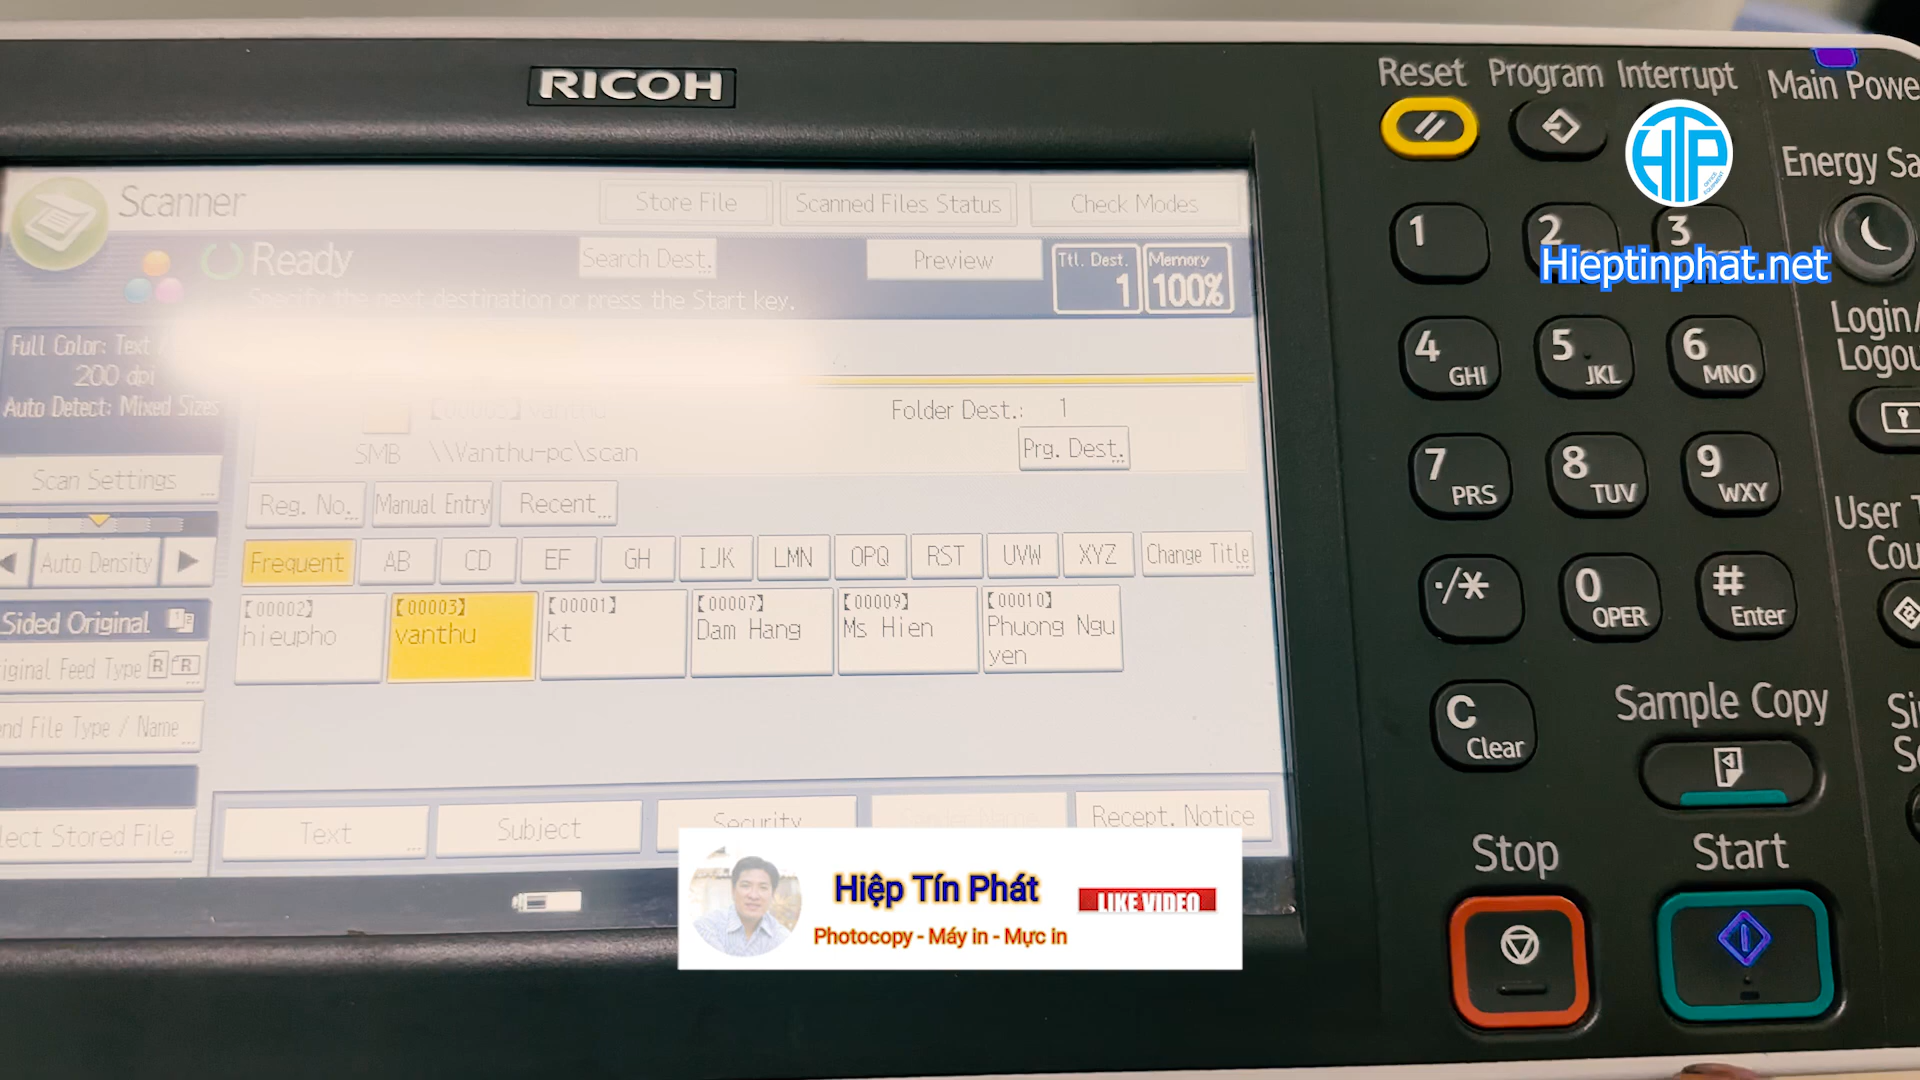 RICOH
Reset Program Interrupt
Main Powe
HTP
Energy Sa
Scanner
Store File
Scanned Files Status
Check Modes
Ready
Search Dest.
Preview
Ttl. Dest.
1
Memory
100%
Specify the next destination or press the Start key.
1
2
3
Hieptinphat.net
Login/
Logou
Full Color: Text /
200 dpi
Auto Detect: Mixed Sizes
[00003] vanthu
Folder Dest.: 1
SMB \\Vanthu-pc\scan
Prg. Dest.
4 GHI
5 JKL
6 MNO
Scan Settings
Reg. No.
Manual Entry
Recent
7 PRS
8 TUV
9 WXY
User T
Cou
Auto Density
Frequent
AB
CD
EF
GH
IJK
LMN
OPQ
RST
UVW
XYZ
Change Title
Sided Original
[00002]
hieupho
[00003]
vanthu
[00001]
kt
[00007]
Dam Hang
[00009]
Ms Hien
[00010]
Phuong Ngu
yen
·/*
0 OPER
# Enter
iginal Feed Type
nd File Type / Name
C Clear
Sample Copy
Si
lect Stored File
Text
Subject
Security
Sender Name
Recept. Notice
Stop
Start
Hiệp Tín Phát
LIKE VIDEO
Photocopy - Máy in - Mực in